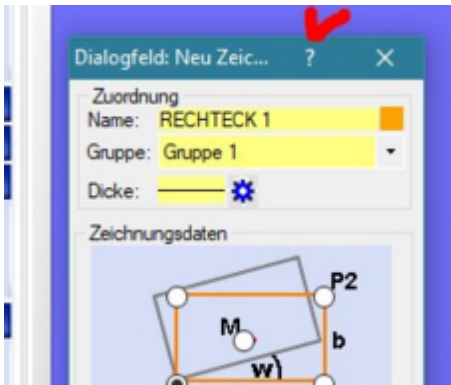 Dialogfeld: Neu Zeic... ?
Zuordnung
Name: RECHTECK 1
Gruppe: Gruppe 1
Dicke:
Zeichnungsdaten
P2
M
b
w)